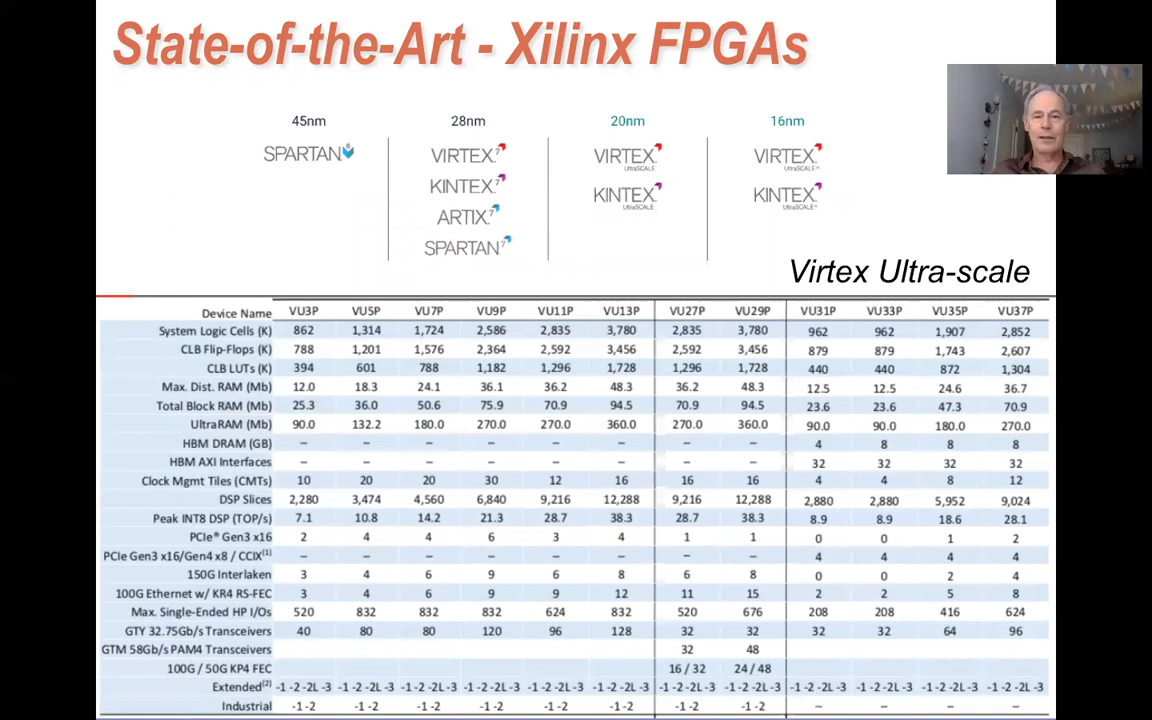 State-of-the-Art - Xilinx FPGAs
45nm 28nm 20nm 16nm
SPARTAN 6 VIRTEX 7 VIRTEX UltraSCALE VIRTEX UltraSCALE+
KINTEX 7 KINTEX UltraSCALE KINTEX UltraSCALE+
ARTIX 7
SPARTAN 7
Virtex Ultra-scale
Device Name VU3P VU5P VU7P VU9P VU11P VU13P VU27P VU29P VU31P VU33P VU35P VU37P
System Logic Cells (K) 862 1,314 1,724 2,586 2,835 3,780 2,835 3,780 962 962 1,907 2,852
CLB Flip-Flops (K) 788 1,201 1,576 2,364 2,592 3,456 2,592 3,456 879 879 1,743 2,607
CLB LUTs (K) 394 601 788 1,182 1,296 1,728 1,296 1,728 440 440 872 1,304
Max. Dist. RAM (Mb) 12.0 18.3 24.1 36.1 36.2 48.3 36.2 48.3 12.5 12.5 24.6 36.7
Total Block RAM (Mb) 25.3 36.0 50.6 75.9 70.9 94.5 70.9 94.5 23.6 23.6 47.3 70.9
UltraRAM (Mb) 90.0 132.2 180.0 270.0 270.0 360.0 270.0 360.0 90.0 90.0 180.0 270.0
HBM DRAM (GB) – – – – – – – – 4 8 8 8
HBM AXI Interfaces – – – – – – – – 32 32 32 32
Clock Mgmt Tiles (CMTs) 10 20 20 30 12 16 16 16 4 4 8 12
DSP Slices 2,280 3,474 4,560 6,840 9,216 12,288 9,216 12,288 2,880 2,880 5,952 9,024
Peak INT8 DSP (TOP/s) 7.1 10.8 14.2 21.3 28.7 38.3 28.7 38.3 8.9 8.9 18.6 28.1
PCIe® Gen3 x16 2 4 4 6 3 4 1 1 0 0 1 2
PCIe Gen3 x16/Gen4 x8 / CCIX(1) – – – – – – – – 4 4 4 4
150G Interlaken 3 4 6 9 6 8 6 8 0 0 2 4
100G Ethernet w/ KR4 RS-FEC 3 4 6 9 9 12 11 15 2 2 5 8
Max. Single-Ended HP I/Os 520 832 832 832 624 832 520 676 208 208 416 624
GTY 32.75Gb/s Transceivers 40 80 80 120 96 128 32 32 32 32 64 96
GTM 58Gb/s PAM4 Transceivers 32 48
100G / 50G KP4 FEC 16 / 32 24 / 48
Extended(2) -1 -2 -2L -3 -1 -2 -2L -3 -1 -2 -2L -3 -1 -2 -2L -3 -1 -2 -2L -3 -1 -2 -2L -3 -1 -2 -2L -3 -1 -2 -2L -3 -1 -2 -2L -3 -1 -2 -2L -3 -1 -2 -2L -3 -1 -2 -2L -3
Industrial -1 -2 -1 -2 -1 -2 -1 -2 -1 -2 -1 -2 -1 -2 -1 -2 – – – –